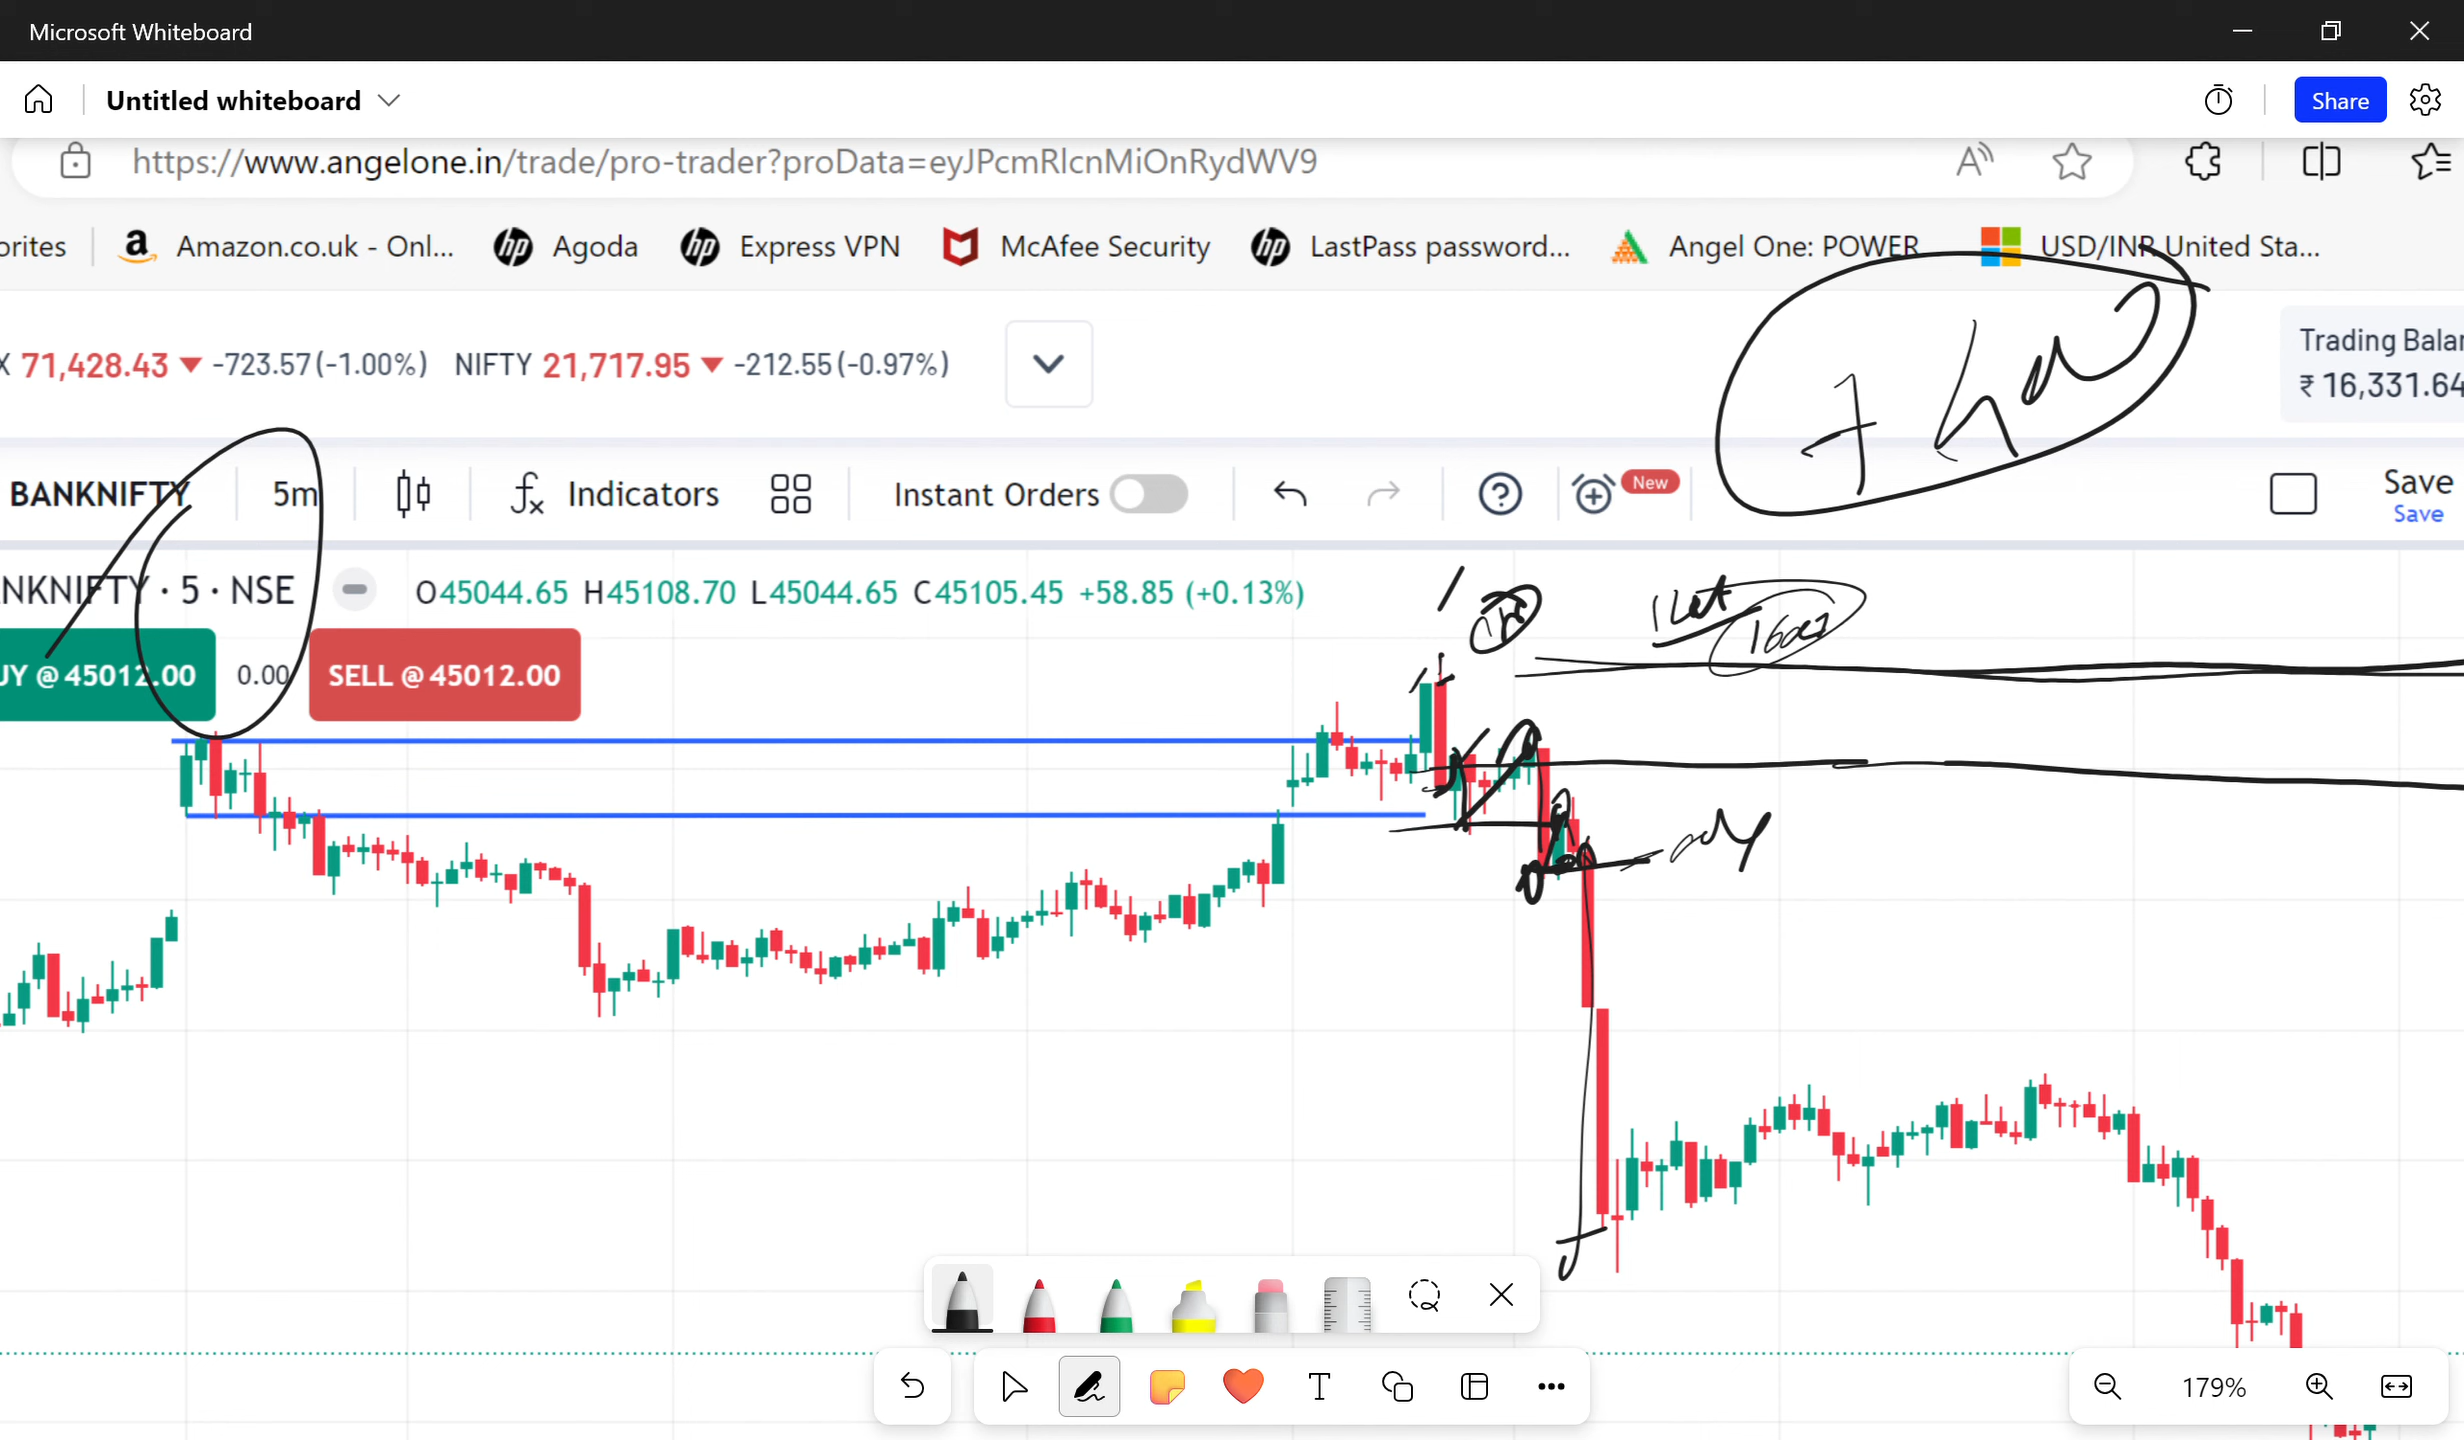 Microsoft Whiteboard
Untitled whiteboard
Share
https://www.angelone.in/trade/pro-trader?proData=eyJPcmRlcnMiOnRydWV9
orites Amazon.co.uk - Onl... Agoda Express VPN McAfee Security LastPass password... Angel One: POWER USD/INR United Sta...
X 71,428.43 ▼ -723.57(-1.00%) NIFTY 21,717.95 ▼ -212.55(-0.97%)
Trading Balan
₹ 16,331.64
BANKNIFTY 5m Indicators Instant Orders New Save
Save
NKNIFTY · 5 · NSE O45044.65 H45108.70 L45044.65 C45105.45 +58.85 (+0.13%)
UY @45012.00 0.00 SELL @45012.00
179%